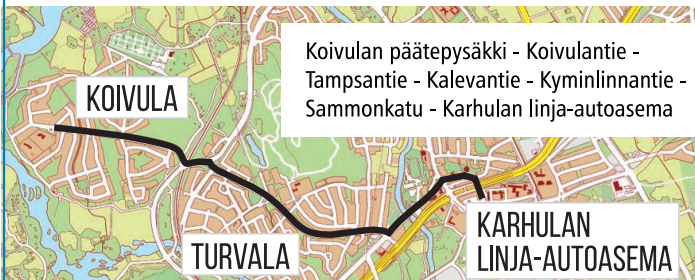 Koivulan päätepysäkki - Koivulantie -
Tampsantie - Kalevantie - Kyminlinnantie -
Sammonkatu - Karhulan linja-autoasema
KOIVULA
TURVALA
KARHULAN
LINJA-AUTOASEMA